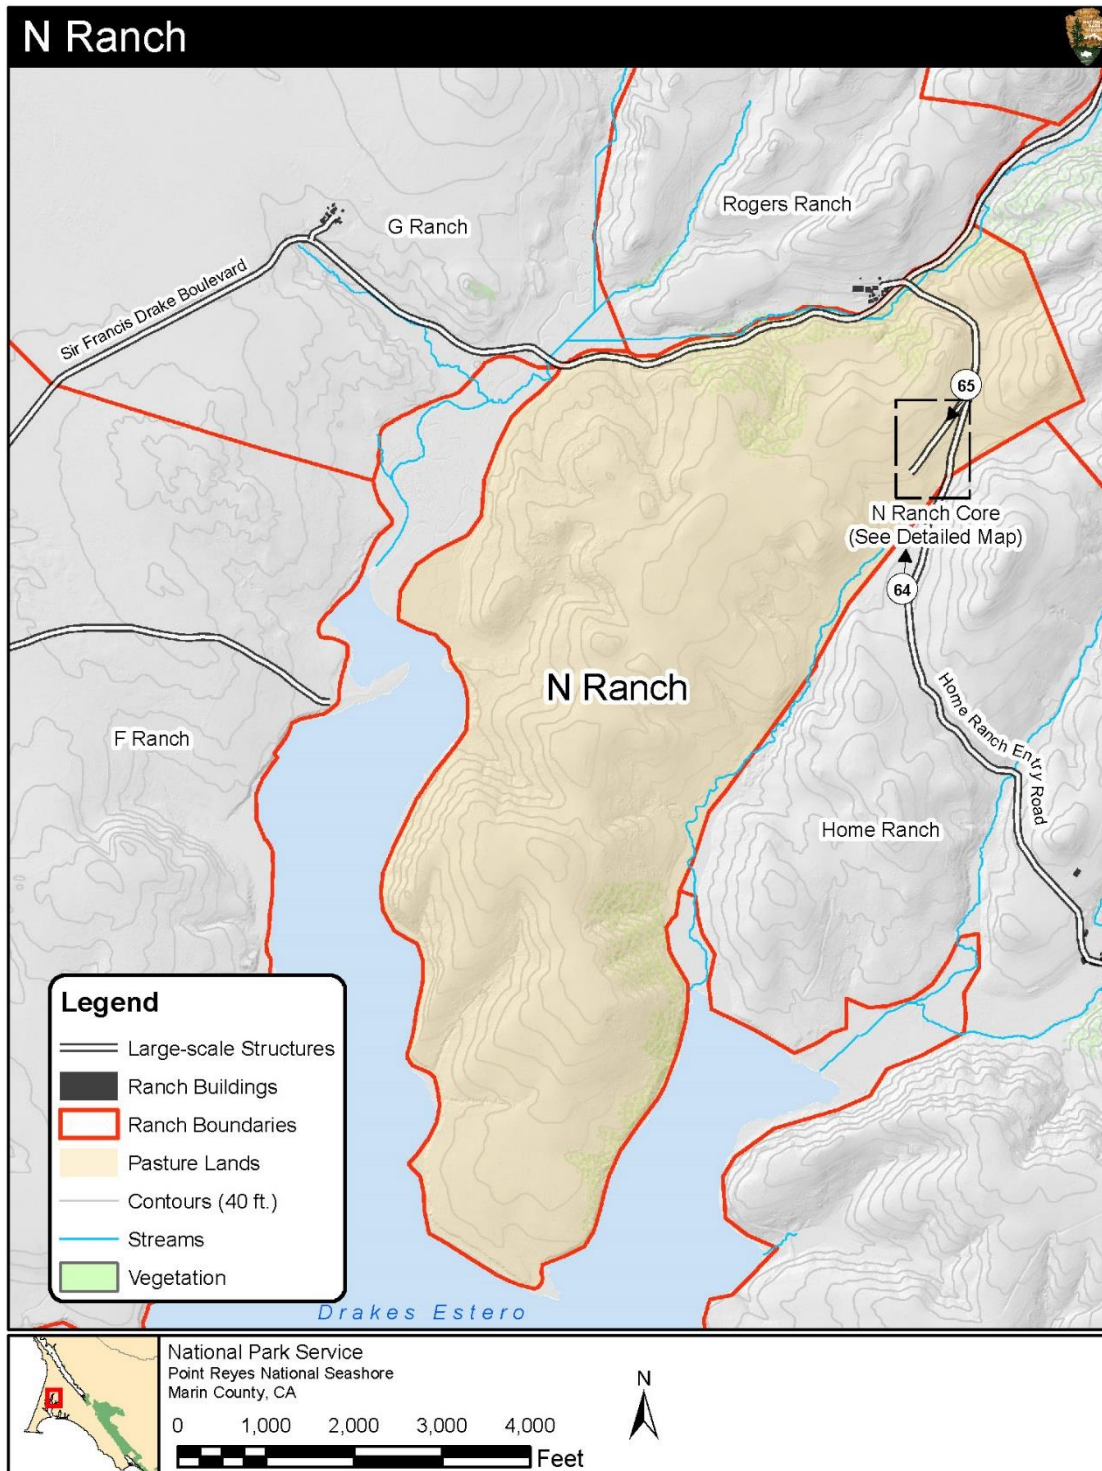 N Ranch
Rogers Ranch
G Ranch
Sir Francis Drake Boulevard
65
N Ranch Core
(See Detailed Map)
64
N Ranch
Home Ranch Entry Road
F Ranch
Home Ranch
Legend
Large-scale Structures
Ranch Buildings
Ranch Boundaries
Pasture Lands
Contours (40 ft.)
Streams
Vegetation
Drakes Estero
National Park Service
Point Reyes National Seashore
Marin County, CA
N
0 1,000 2,000 3,000 4,000
Feet